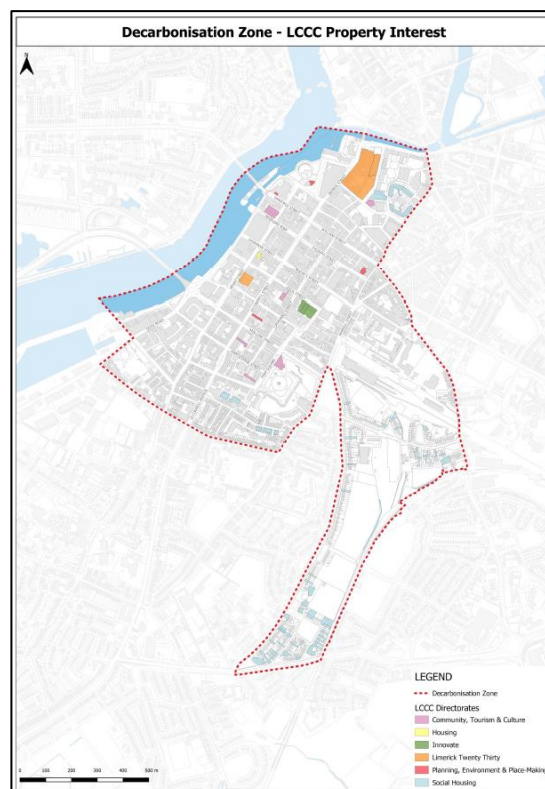 Decarbonisation Zone - LCCC Property Interest
N
LEGEND
Decarbonisation Zone
LCCC Directorates
Community, Tourism & Culture
Housing
Innovate
Limerick Twenty Thirty
Planning, Environment & Place-Making
Social Housing
0 100 200 300 400 500 m